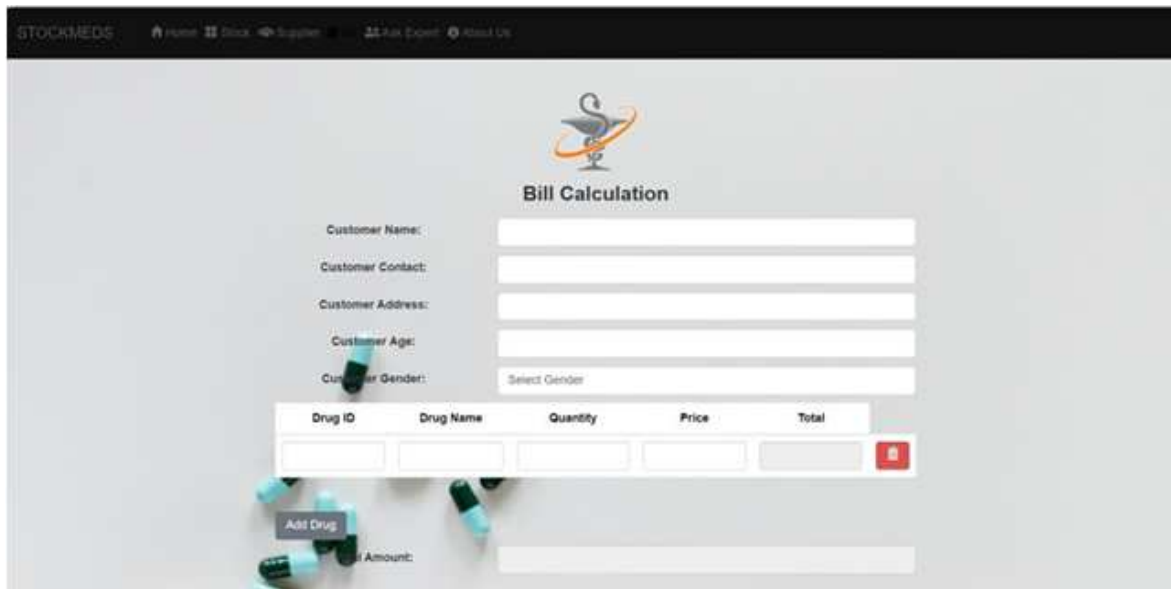 STOCKMEDS Home Stock Supplier Ask Expert About Us
Bill Calculation
Customer Name:
Customer Contact:
Customer Address:
Customer Age:
Customer Gender: Select Gender
Drug ID Drug Name Quantity Price Total
Add Drug
Amount: